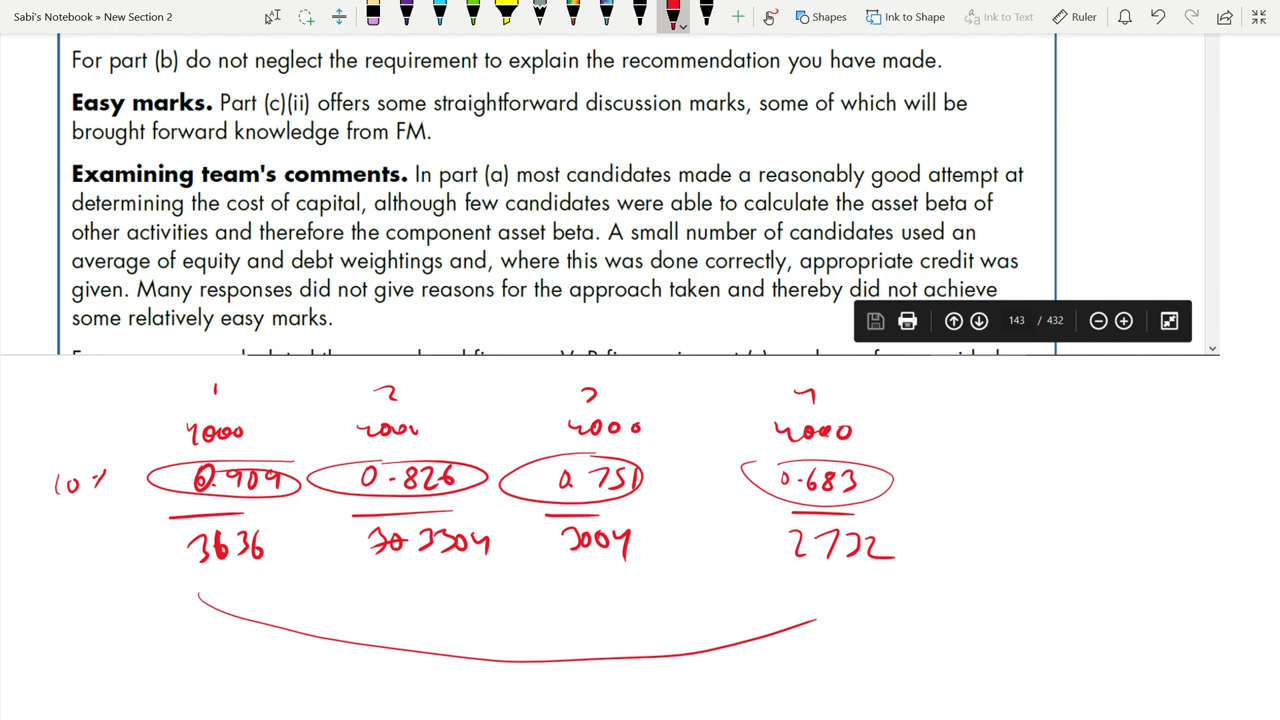 Sabi's Notebook » New Section 2
Shapes
Ink to Shape
Ink to Text
Ruler
For part (b) do not neglect the requirement to explain the recommendation you have made.
Easy marks. Part (c)(ii) offers some straightforward discussion marks, some of which will be
brought forward knowledge from FM.
Examining team's comments. In part (a) most candidates made a reasonably good attempt at
determining the cost of capital, although few candidates were able to calculate the asset beta of
other activities and therefore the component asset beta. A small number of candidates used an
average of equity and debt weightings and, where this was done correctly, appropriate credit was
given. Many responses did not give reasons for the approach taken and thereby did not achieve
some relatively easy marks.
143 / 432
1 2 3 4
4000 4000 4000 4000
10% 0.909 0.826 0.751 0.683
3636 3304 3004 2732